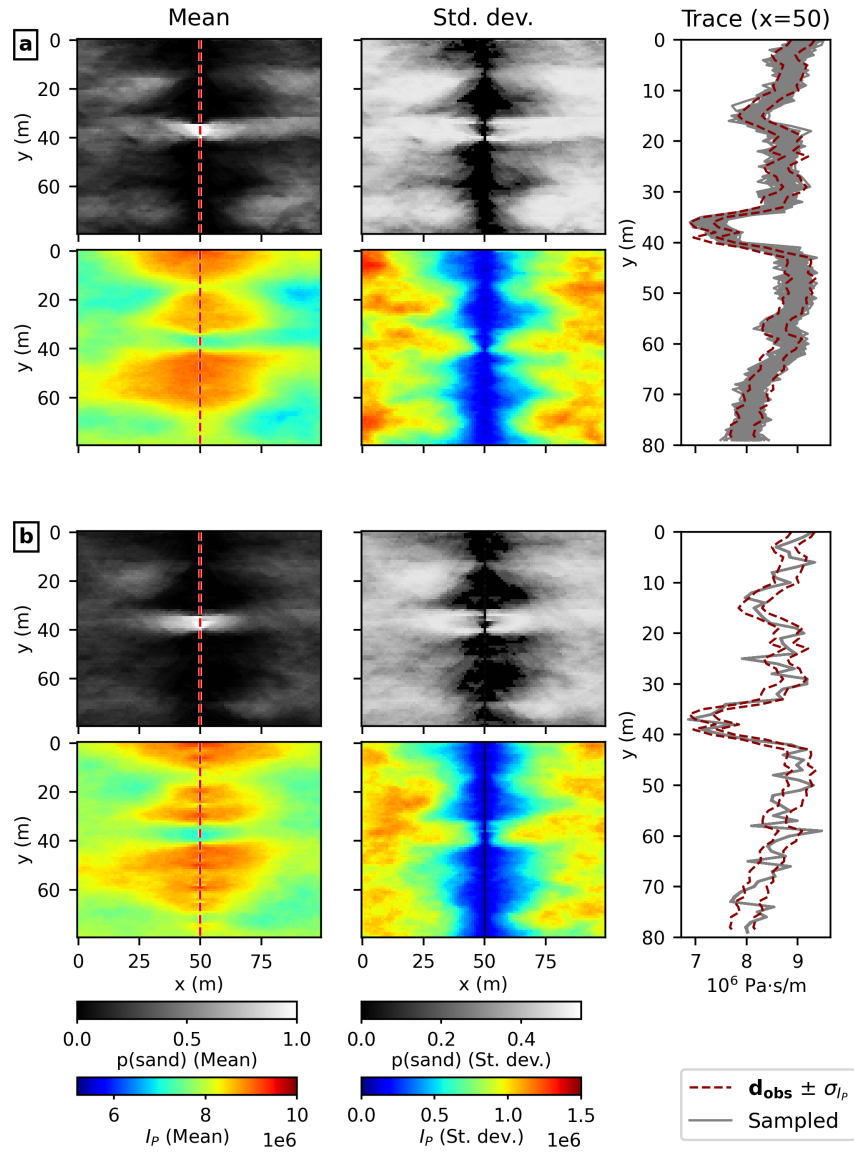 Mean Std. dev. Trace (x=50)
a
0
20
40
60
y (m)
0
20
40
60
y (m)
0
10
20
30
40
50
60
70
80
y (m)
b
0
20
40
60
y (m)
0
20
40
60
y (m)
0 25 50 75
x (m)
0 25 50 75
x (m)
0
10
20
30
40
50
60
70
80
y (m)
7 8 9
10⁶ Pa·s/m
0.0 0.5 1.0
p(sand) (Mean)
0.0 0.2 0.4
p(sand) (St. dev.)
6 8 10
I_P (Mean) 1e6
0.0 0.5 1.0 1.5
I_P (St. dev.) 1e6
d_obs ± σ_{I_P}
Sampled